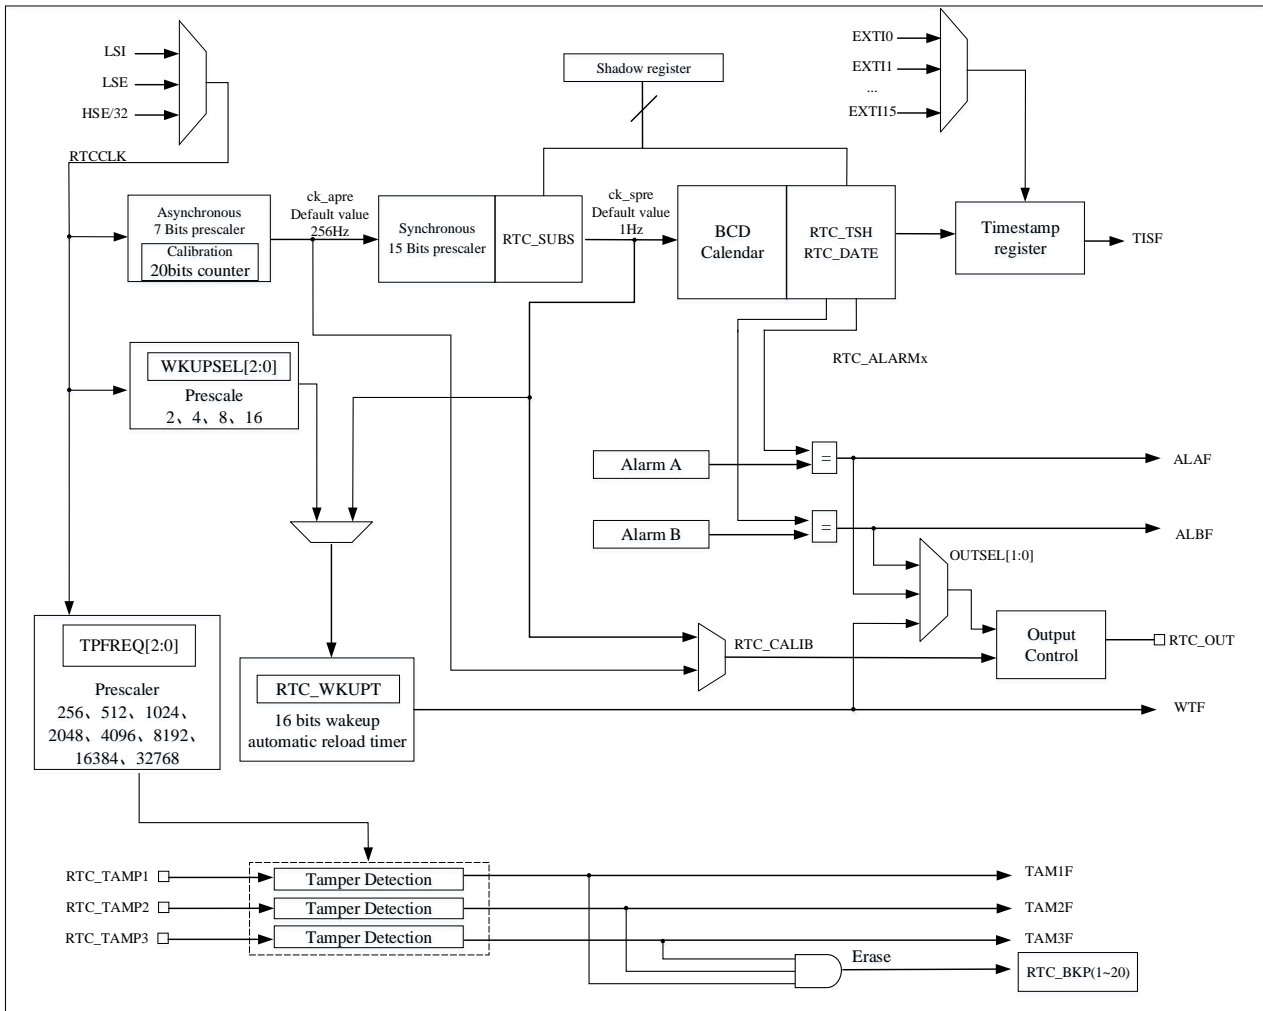 LSI
LSE
HSE/32
RTCCLK
Shadow register
EXTI0
EXTI1
...
EXTI15
Asynchronous
7 Bits prescaler
Calibration
20bits counter
ck_apre
Default value
256Hz
Synchronous
15 Bits prescaler
RTC_SUBS
ck_spre
Default value
1Hz
BCD
Calendar
RTC_TSH
RTC_DATE
Timestamp
register
TISF
WKUPSEL[2:0]
Prescale
2、4、8、16
RTC_ALARMx
Alarm A
=
ALAF
Alarm B
=
ALBF
OUTSEL[1:0]
TPFREQ[2:0]
Prescaler
256、512、1024、
2048、4096、8192、
16384、32768
RTC_WKUPT
16 bits wakeup
automatic reload timer
RTC_CALIB
Output
Control
RTC_OUT
WTF
RTC_TAMP1
Tamper Detection
TAM1F
RTC_TAMP2
Tamper Detection
TAM2F
RTC_TAMP3
Tamper Detection
TAM3F
Erase
RTC_BKP(1~20)